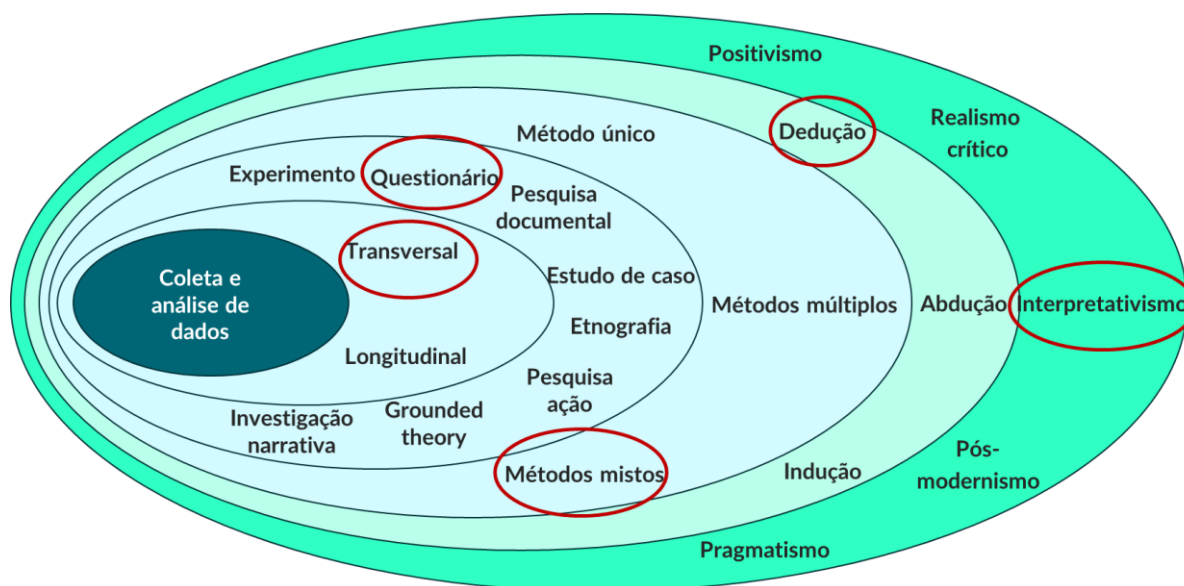 Positivismo
Realismo
crítico
Dedução
Método único
Experimento
Questionário
Pesquisa
documental
Transversal
Coleta e
análise de
dados
Estudo de caso
Etnografia
Métodos múltiplos
Abdução
Interpretativismo
Longitudinal
Pesquisa
ação
Investigação
narrativa
Grounded
theory
Métodos mistos
Indução
Pós-
modernismo
Pragmatismo